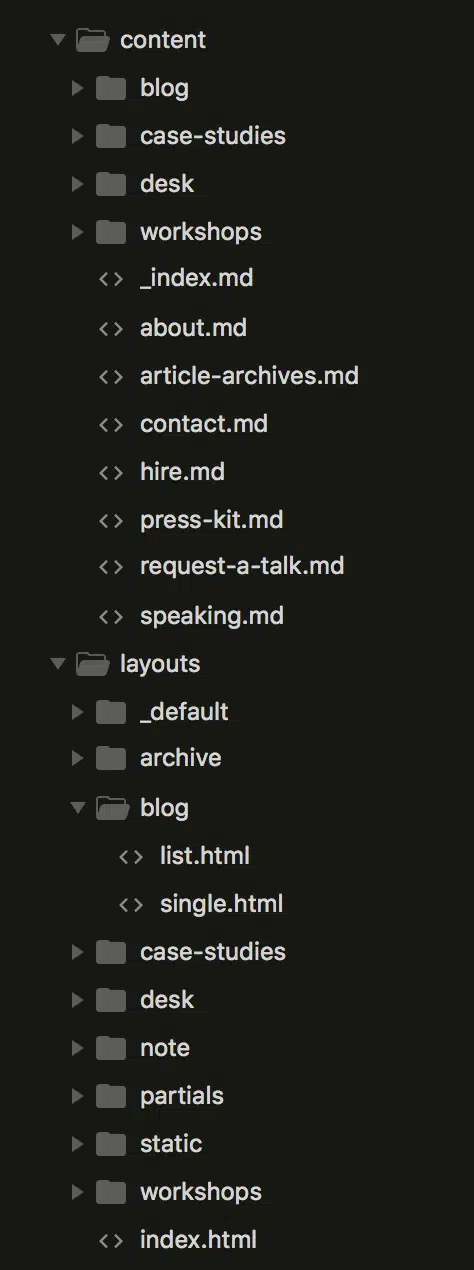 content
blog
case-studies
desk
workshops
_index.md
about.md
article-archives.md
contact.md
hire.md
press-kit.md
request-a-talk.md
speaking.md
layouts
_default
archive
blog
list.html
single.html
case-studies
desk
note
partials
static
workshops
index.html